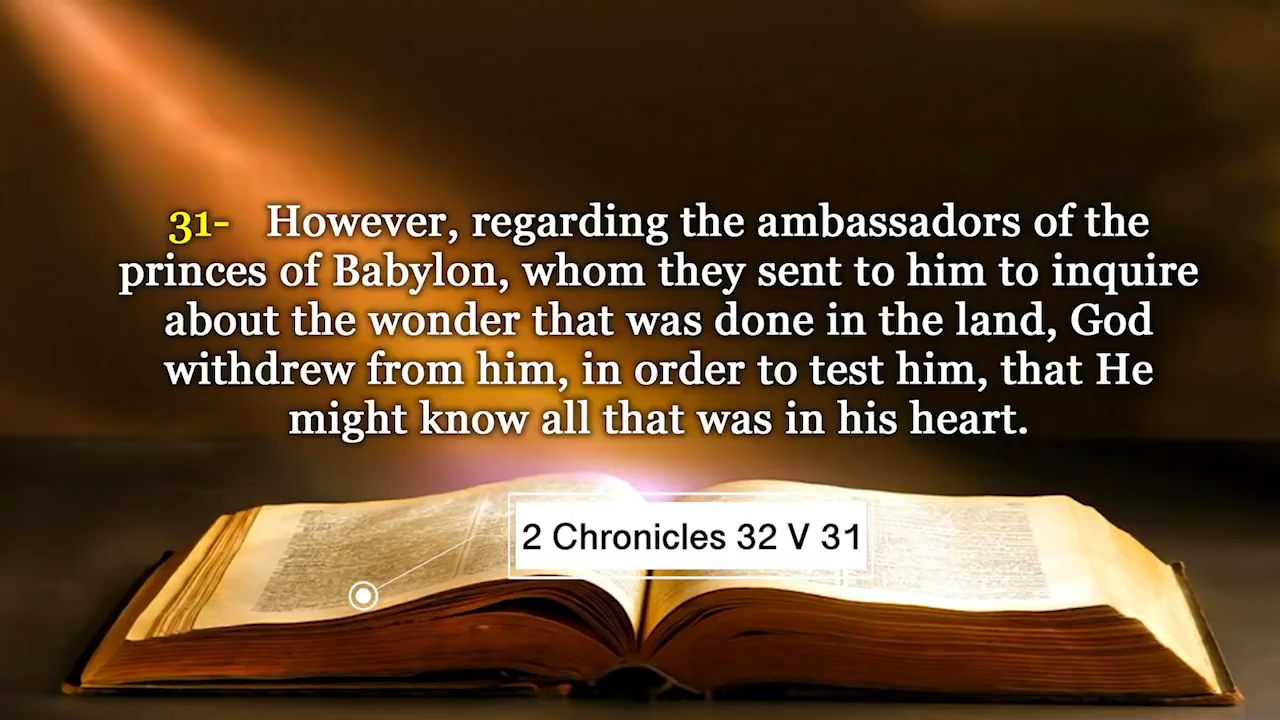 31- However, regarding the ambassadors of the
princes of Babylon, whom they sent to him to inquire
about the wonder that was done in the land, God
withdrew from him, in order to test him, that He
might know all that was in his heart.
2 Chronicles 32 V 31